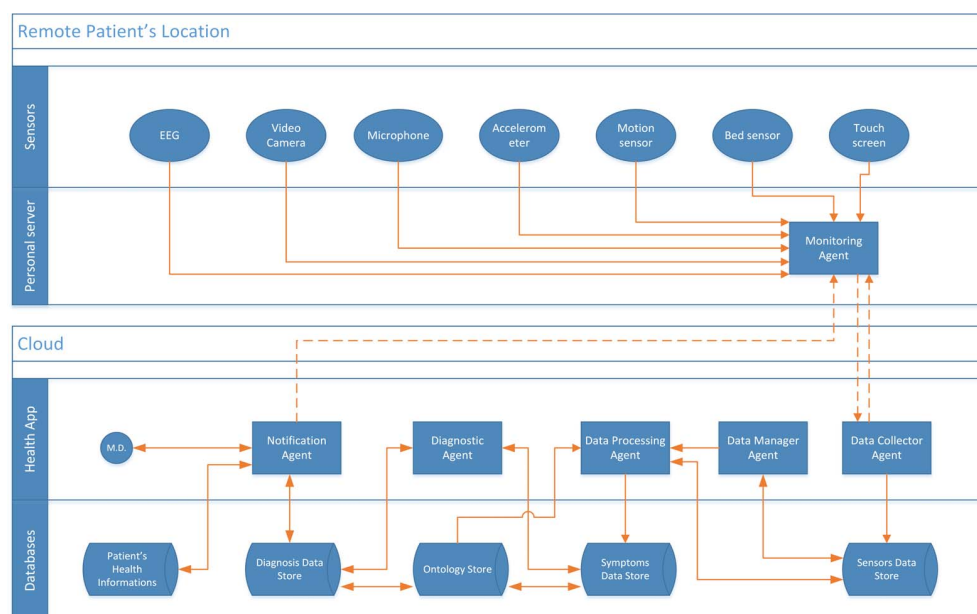 Remote Patient's Location
Sensors
EEG
Video
Camera
Microphone
Accelerom
eter
Motion
sensor
Bed sensor
Touch
screen
Personal server
Monitoring
Agent
Cloud
Health App
M.D.
Notification
Agent
Diagnostic
Agent
Data Processing
Agent
Data Manager
Agent
Data Collector
Agent
Databases
Patient's
Health
Informations
Diagnosis Data
Store
Ontology Store
Symptoms
Data Store
Sensors Data
Store